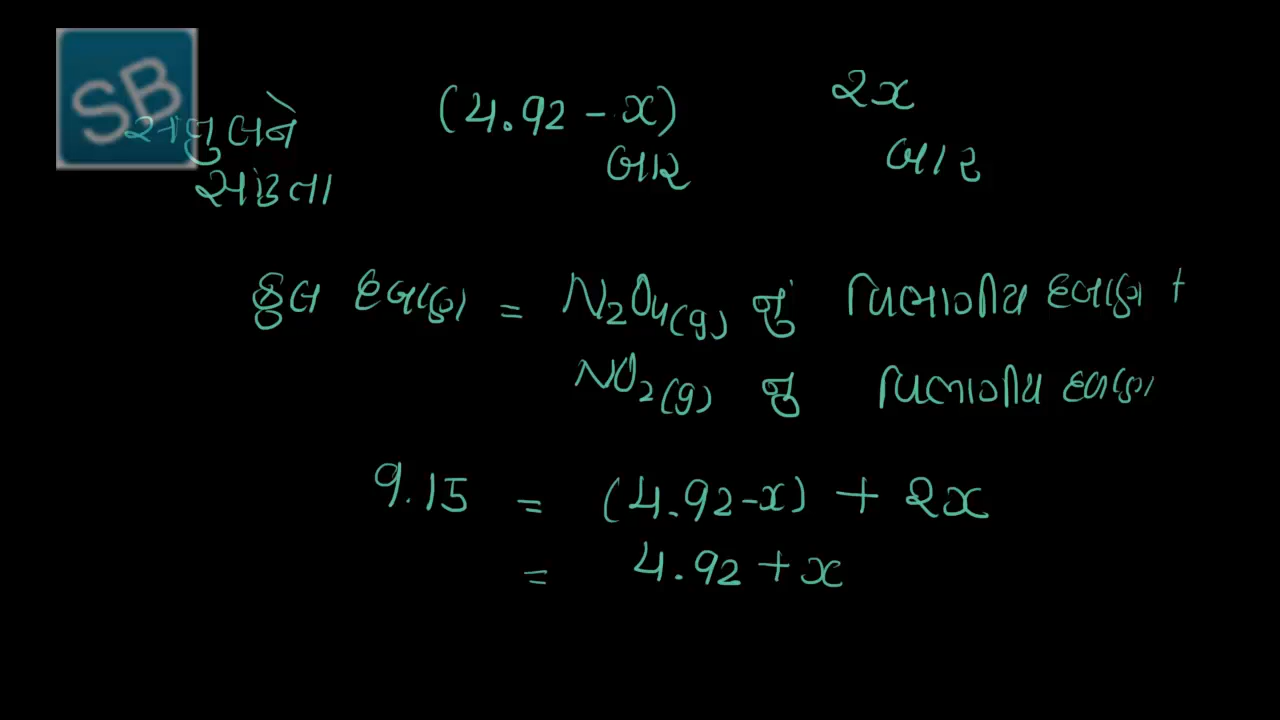 SB
(4.92 - x) 2x
સંતુલને બાર બાર
સાંદ્રતા
કુલ દબાણ = N₂O₄(g) નું આંશિક દબાણ +
NO₂(g) નું આંશિક દબાણ
9.15 = (4.92-x) + 2x
= 4.92 + x